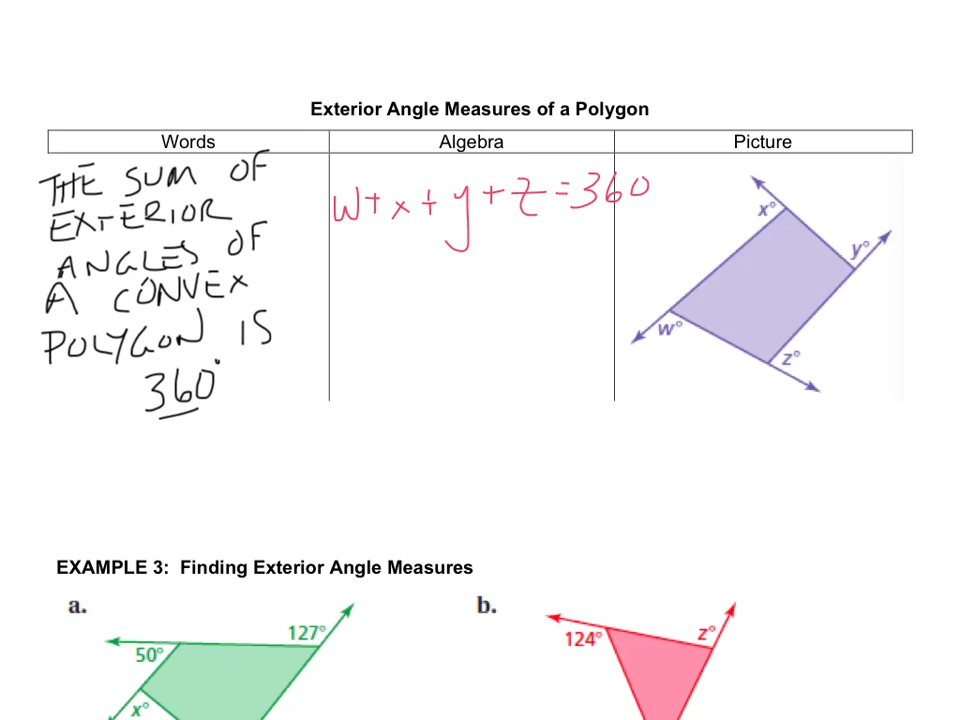 Exterior Angle Measures of a Polygon
Words Algebra Picture
THE SUM OF
EXTERIOR
ANGLES OF
A CONVEX
POLYGON IS
360°
w+x+y+z=360
x°
y°
w°
z°
EXAMPLE 3: Finding Exterior Angle Measures
a.
127°
50°
x°
b.
124°
z°